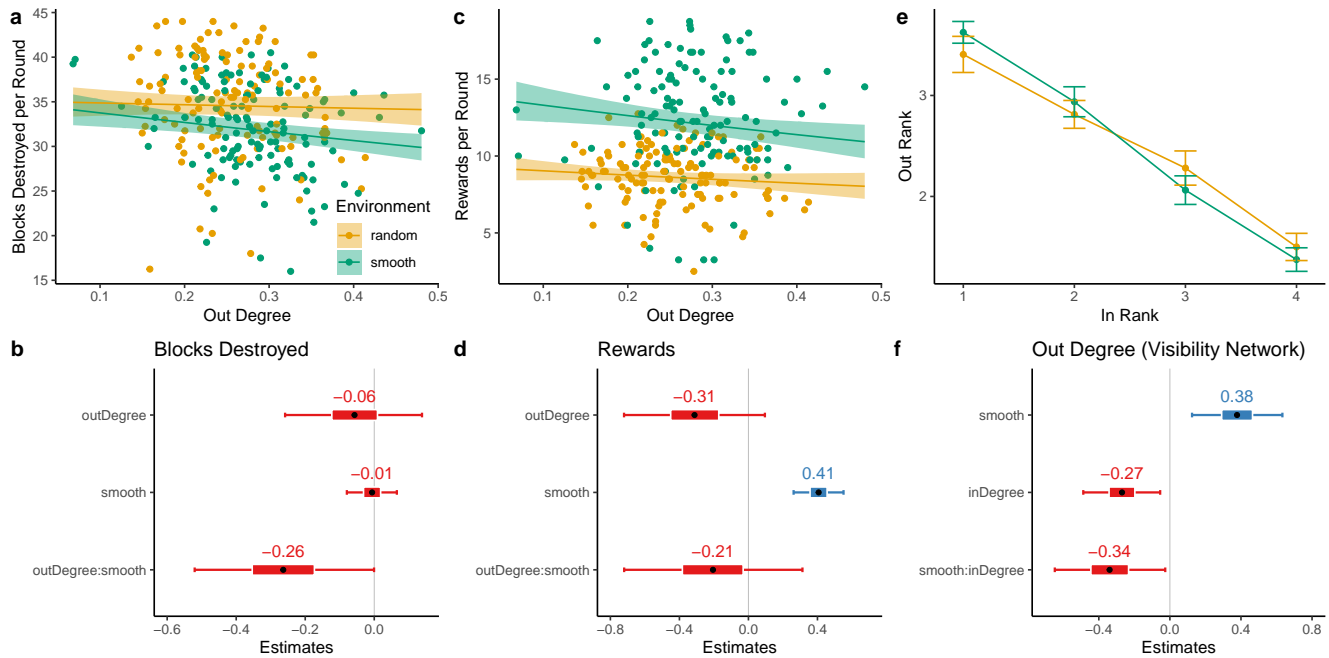 a
45
40
35
30
25
20
15
Blocks Destroyed per Round
0.1
0.2
0.3
0.4
0.5
Out Degree
Environment
random
smooth
c
15
10
5
Rewards per Round
0.1
0.2
0.3
0.4
0.5
Out Degree
e
3
2
Out Rank
1
2
3
4
In Rank
b
Blocks Destroyed
outDegree
smooth
outDegree:smooth
−0.06
−0.01
−0.26
−0.6
−0.4
−0.2
0.0
Estimates
d
Rewards
outDegree
smooth
outDegree:smooth
−0.31
0.41
−0.21
−0.8
−0.4
0.0
0.4
Estimates
f
Out Degree (Visibility Network)
smooth
inDegree
smooth:inDegree
0.38
−0.27
−0.34
−0.4
0.0
0.4
0.8
Estimates